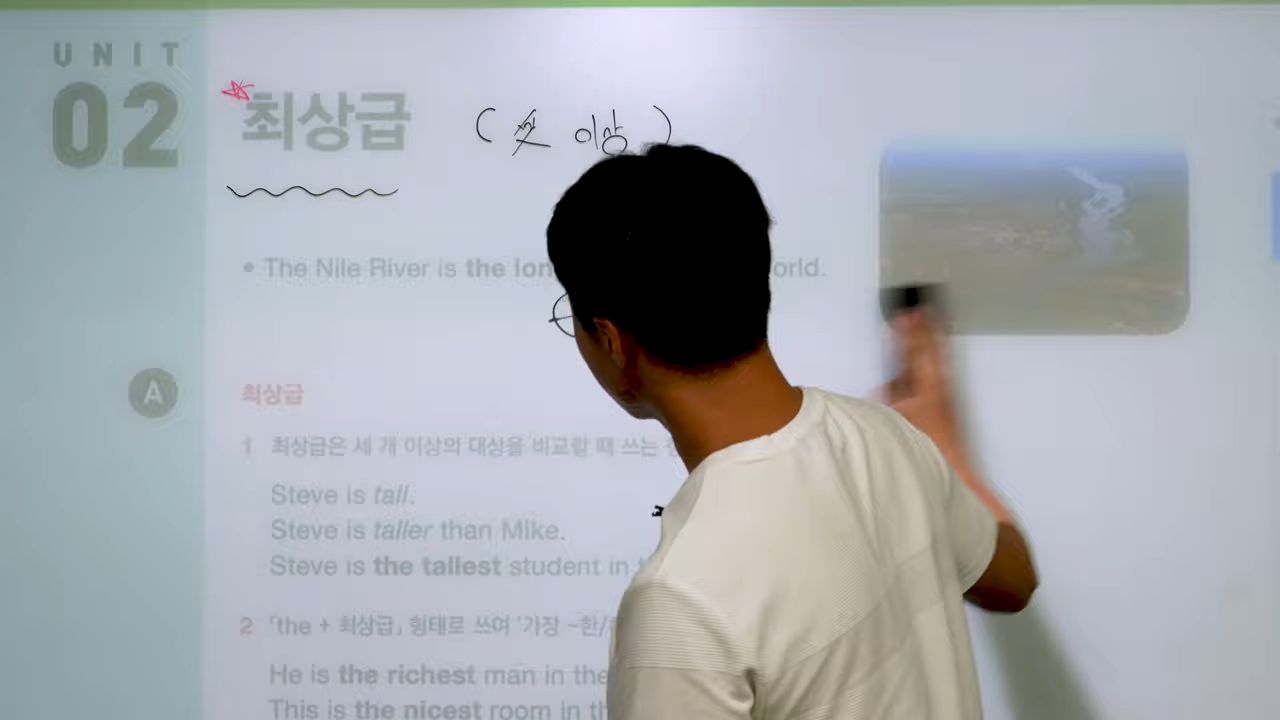 UNIT
02
최상급
( 셋 이상 )
• The Nile River is the lon orld.
A
최상급
1 최상급은 세 개 이상의 대상을 비교할 때 쓰는
Steve is tall.
Steve is taller than Mike.
Steve is the tallest student in
2 「the + 최상급」 형태로 쓰여 '가장 ~한/
He is the richest man in the
This is the nicest room in th